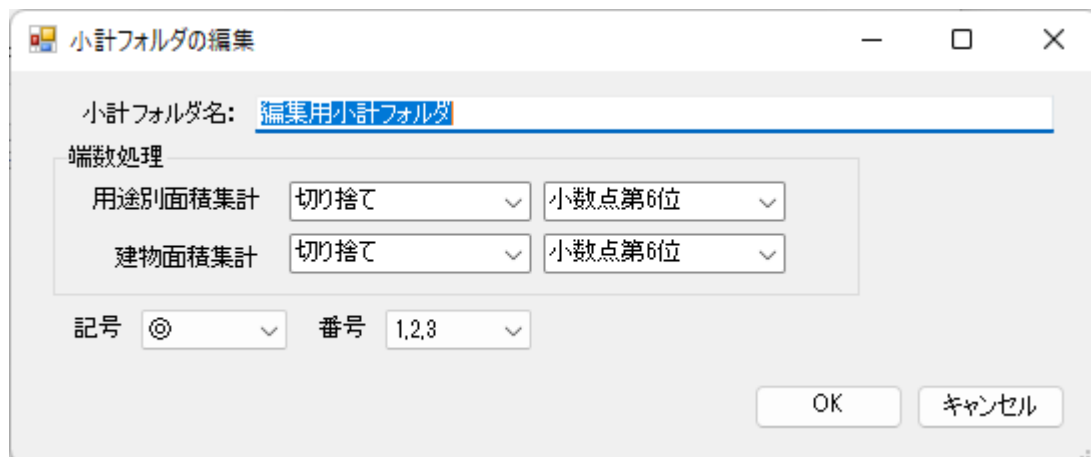 小計フォルダの編集
小計フォルダ名: 編集用小計フォルダ
端数処理
用途別面積集計 切り捨て 小数点第6位
建物面積集計 切り捨て 小数点第6位
記号 ◎ 番号 1,2,3
OK キャンセル